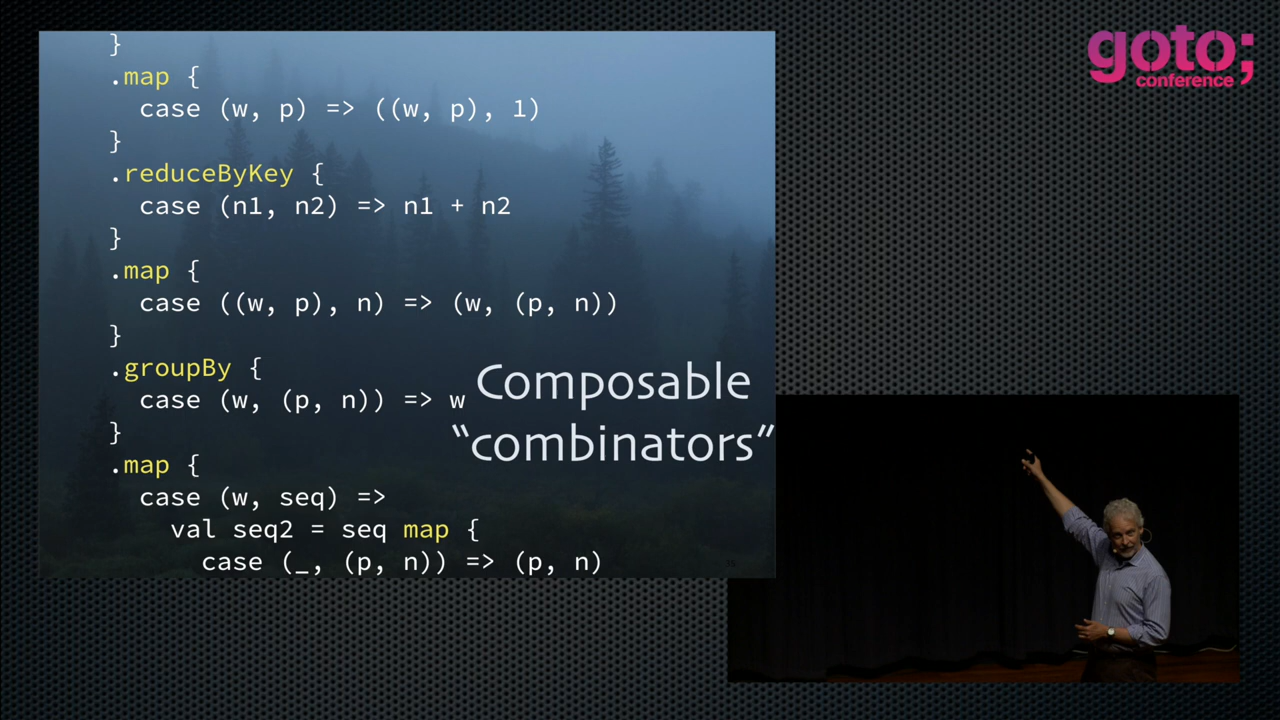 }
.map {
case (w, p) => ((w, p), 1)
}
.reduceByKey {
case (n1, n2) => n1 + n2
}
.map {
case ((w, p), n) => (w, (p, n))
}
.groupBy {
case (w, (p, n)) => w
}
.map {
case (w, seq) =>
val seq2 = seq map {
case (_, (p, n)) => (p, n)
Composable
“combinators”
goto;
conference